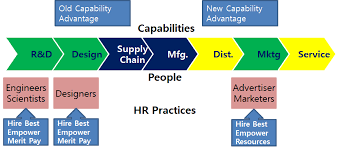 Old Capability
Advantage
New Capability
Advantage
Capabilities
R&D
Design
Supply
Chain
Mfg.
Dist.
Mktg
Service
People
Engineers
Scientists
Designers
Advertiser
Marketers
HR Practices
Hire Best
Empower
Merit Pay
Hire Best
Empower
Merit Pay
Hire Best
Empower
Resources